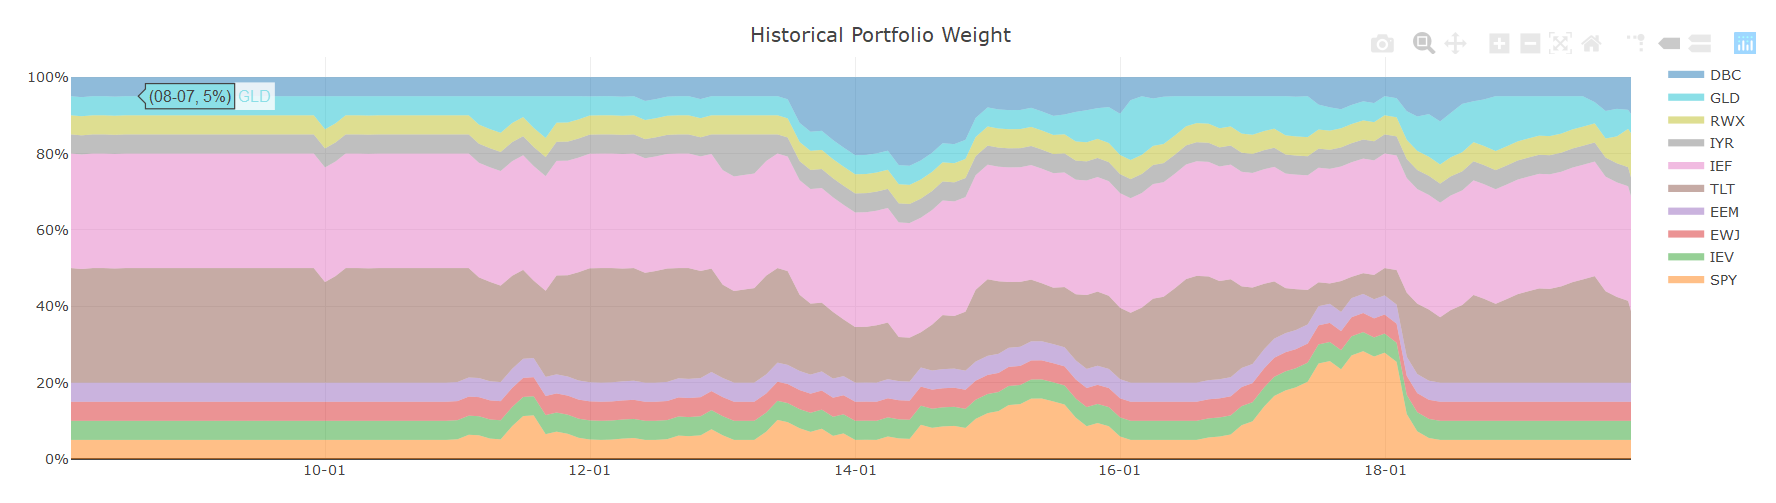 Historical Portfolio Weight
100%
80%
60%
40%
20%
0%
(08-07, 5%) GLD
10-01
12-01
14-01
16-01
18-01
DBC
GLD
RWX
IYR
IEF
TLT
EEM
EWJ
IEV
SPY